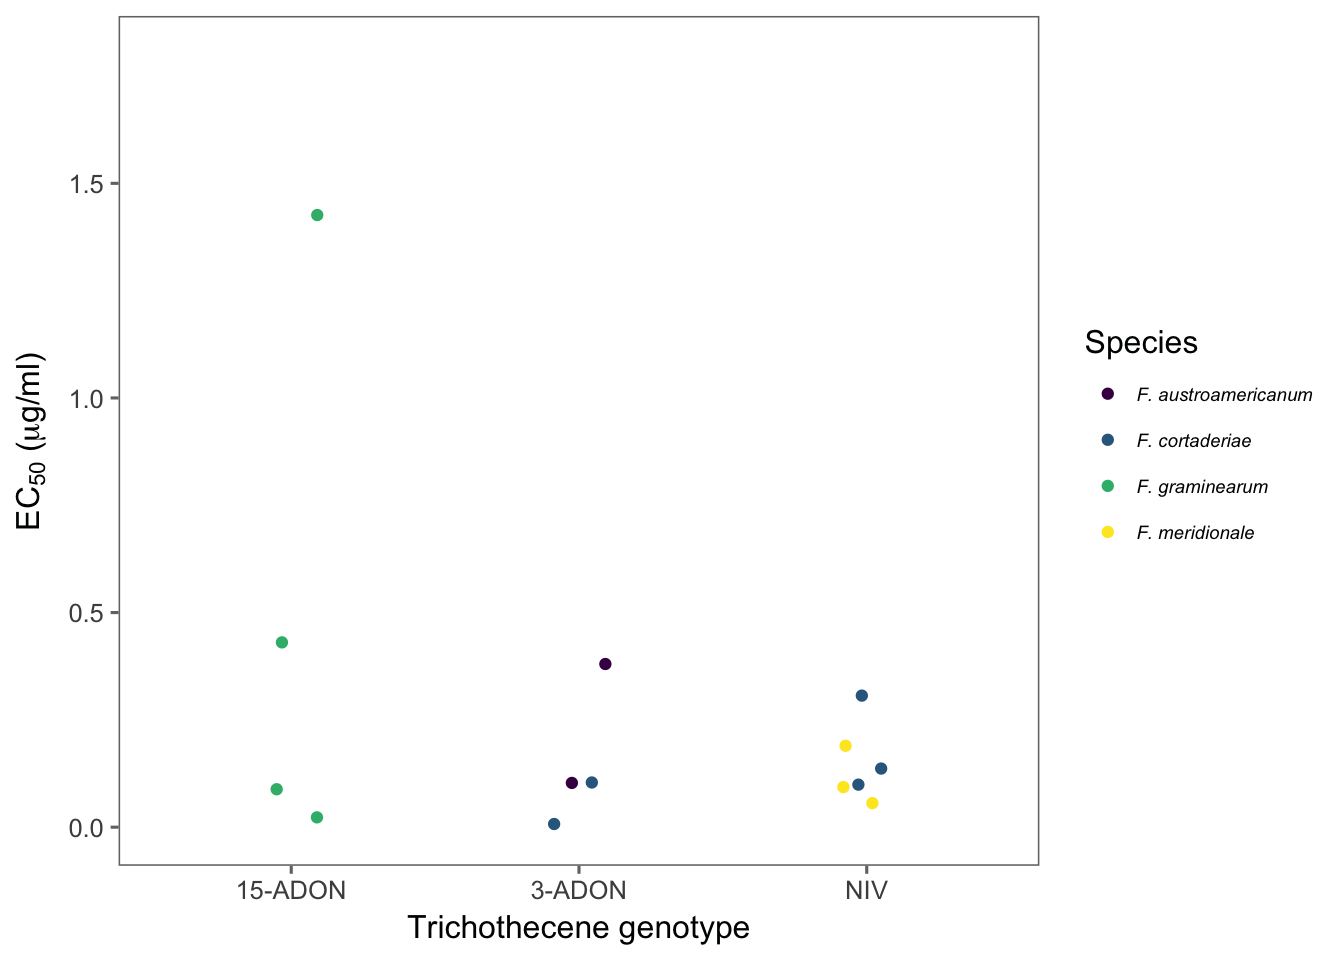 1.5
1.0
0.5
0.0
EC50 (μg/ml)
15-ADON
3-ADON
NIV
Trichothecene genotype
Species
F. austroamericanum
F. cortaderiae
F. graminearum
F. meridionale